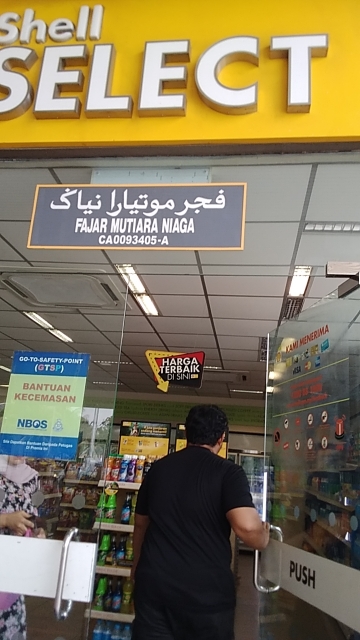 Shell
SELECT
فجر موتيارا نياݢ
FAJAR MUTIARA NIAGA
CA0093405-A
GO-TO-SAFETY-POINT
(GTSP)
BANTUAN
KECEMASAN
NBOS
HARGA
TERBAIK
DI SINI
KAMI MENERIMA
PUSH